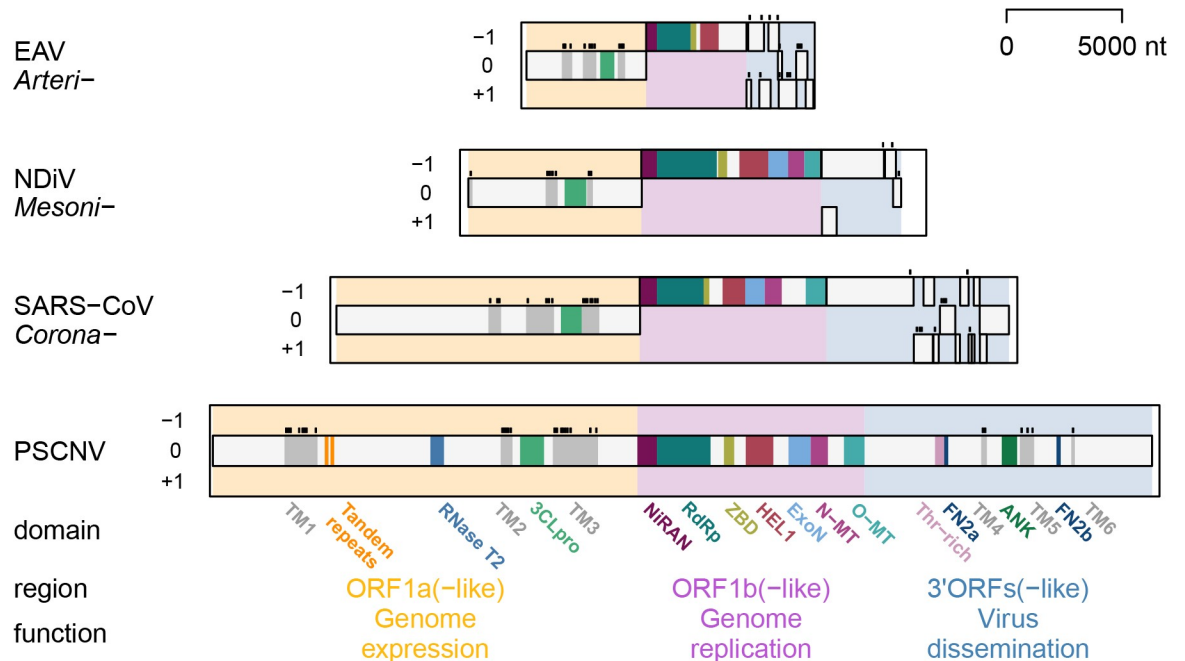 EAV
Arteri−
−1
0
+1
0 5000 nt
NDiV
Mesoni−
−1
0
+1
SARS−CoV
Corona−
−1
0
+1
PSCNV
−1
0
+1
domain
TM1
Tandem
repeats
RNase T2
TM2
3CLpro
TM3
NiRAN
RdRp
ZBD
HEL1
ExoN
N−MT
O−MT
Thr−rich
FN2a
TM4
ANK
TM5
FN2b
TM6
region
ORF1a(−like)
ORF1b(−like)
3'ORFs(−like)
function
Genome
expression
Genome
replication
Virus
dissemination